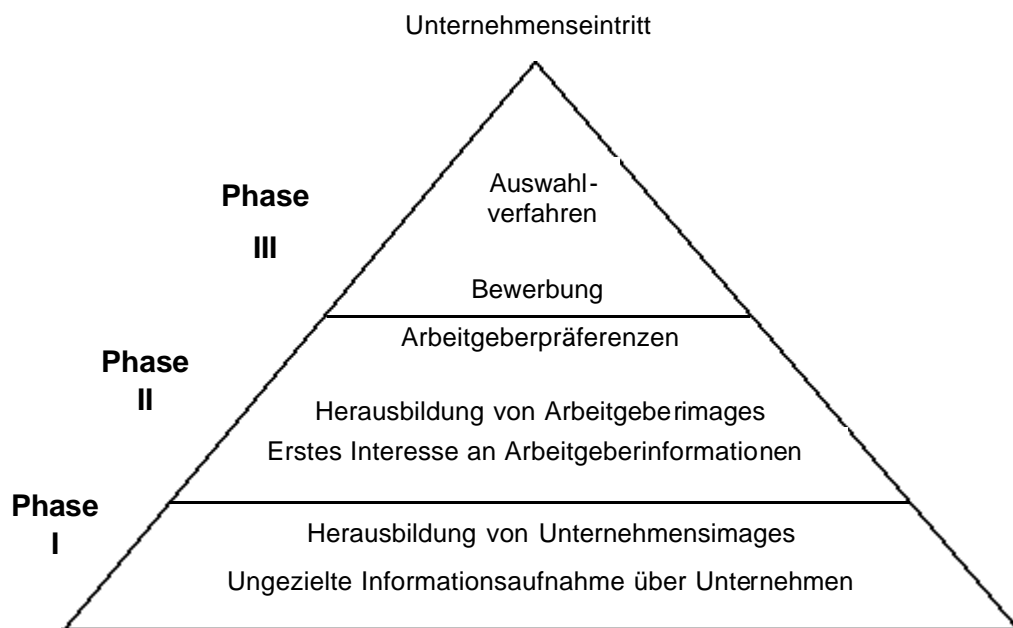 Unternehmenseintritt
Auswahl-
verfahren
Phase
III
Bewerbung
Arbeitgeberpräferenzen
Phase
II
Herausbildung von Arbeitgeberimages
Erstes Interesse an Arbeitgeberinformationen
Phase
I
Herausbildung von Unternehmensimages
Ungezielte Informationsaufnahme über Unternehmen